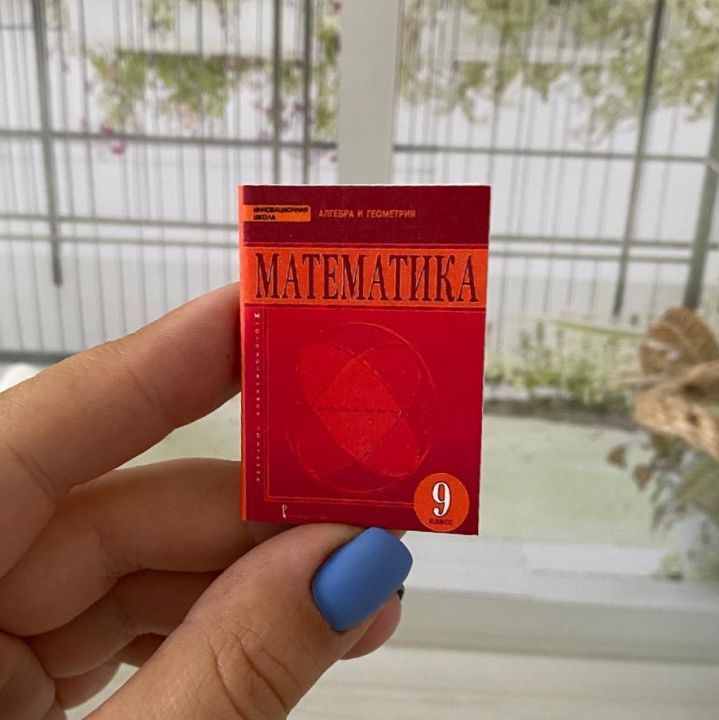 ИННОВАЦИОННАЯ
ШКОЛА
АЛГЕБРА И ГЕОМЕТРИЯ
МАТЕМАТИКА
9
КЛАСС